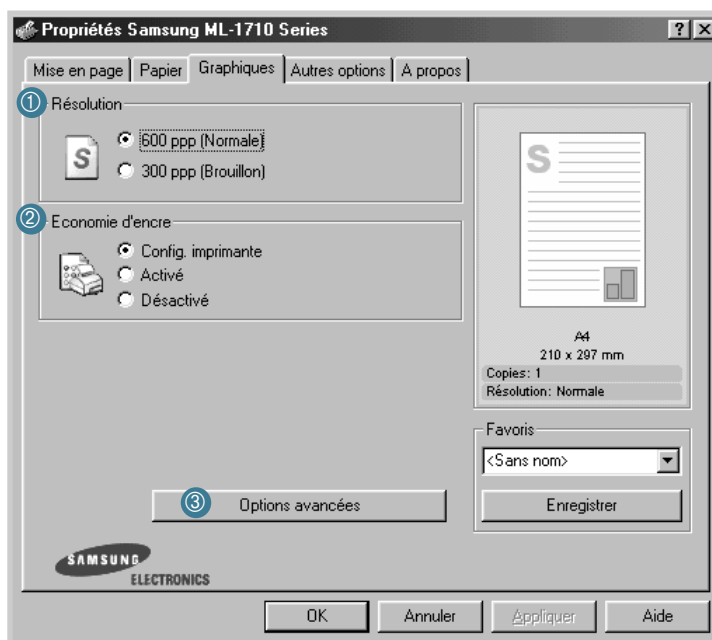 Propriétés Samsung ML-1710 Series
Mise en page Papier Graphiques Autres options A propos
① Résolution
S
600 ppp (Normale)
300 ppp (Brouillon)
② Economie d'encre
Config. imprimante
Activé
Désactivé
S
A4
210 x 297 mm
Copies: 1
Résolution: Normale
Favoris
<Sans nom>
③ Options avancées
Enregistrer
SAMSUNG
ELECTRONICS
OK Annuler Appliquer Aide